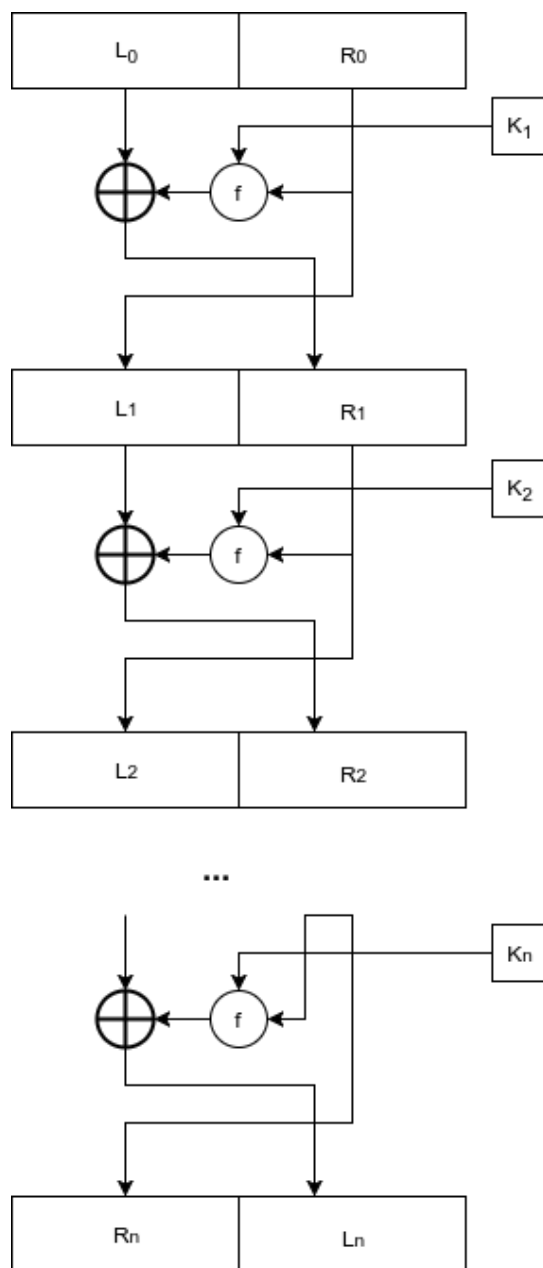 L₀ R₀
K₁
f
L₁ R₁
K₂
f
L₂ R₂
...
Kₙ
f
Rₙ Lₙ